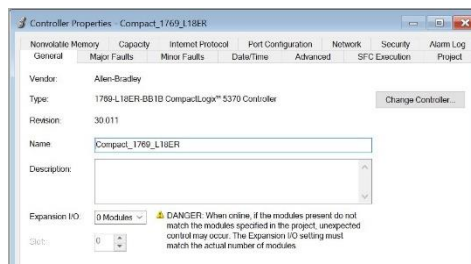 Controller Properties - Compact_1769_L18ER
Nonvolatile Memory Capacity Internet Protocol Port Configuration Network Security Alarm Log
General Major Faults Minor Faults Date/Time Advanced SFC Execution Project
Vendor: Allen-Bradley
Type: 1769-L18ER-BB1B CompactLogix™ 5370 Controller Change Controller...
Revision: 30.011
Name: Compact_1769_L18ER
Description:
Expansion I/O: 0 Modules DANGER: When online, if the modules present do not
match the modules specified in the project, unexpected
control may occur. The Expansion I/O setting must
Slot: 0 match the actual number of modules